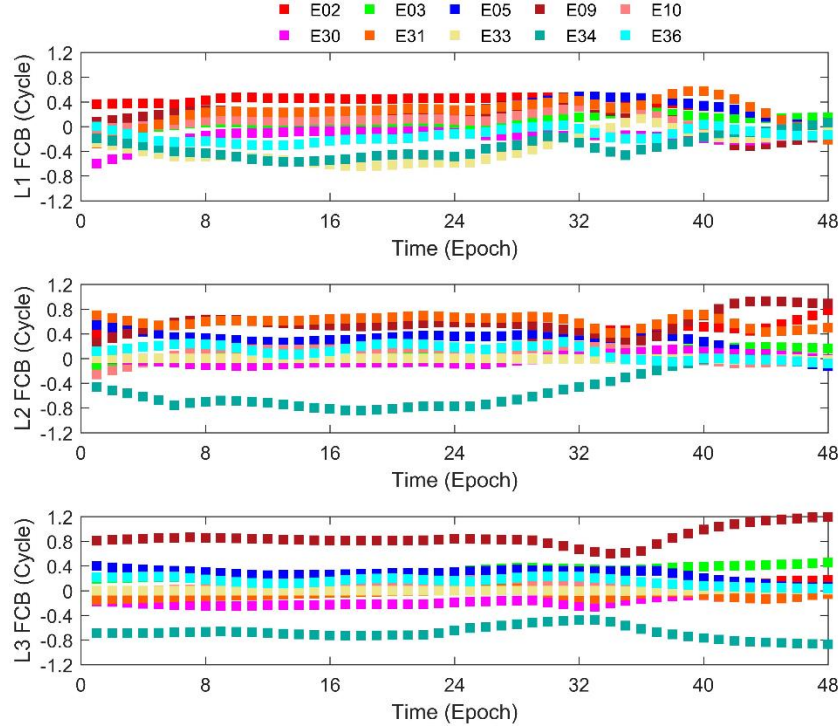 E02 E03 E05 E09 E10
E30 E31 E33 E34 E36
L1 FCB (Cycle)
1.2
0.8
0.4
0
-0.4
-0.8
-1.2
0 8 16 24 32 40 48
Time (Epoch)
L2 FCB (Cycle)
1.2
0.8
0.4
0
-0.4
-0.8
-1.2
0 8 16 24 32 40 48
Time (Epoch)
L3 FCB (Cycle)
1.2
0.8
0.4
0
-0.4
-0.8
-1.2
0 8 16 24 32 40 48
Time (Epoch)